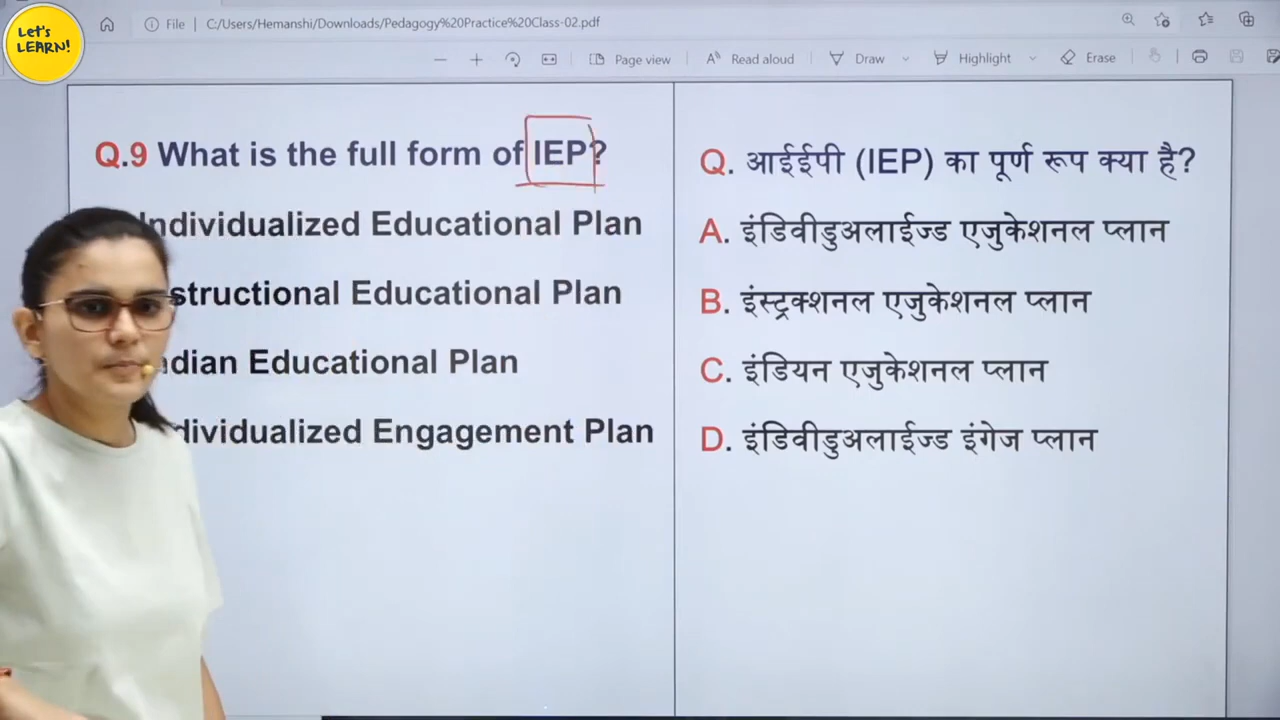 Let's
LEARN!
File C:/Users/Hemanshi/Downloads/Pedagogy%20Practice%20Class-02.pdf
Page view Read aloud Draw Highlight Erase
Q.9 What is the full form of IEP?
Individualized Educational Plan
structional Educational Plan
dian Educational Plan
dividualized Engagement Plan
Q. आईईपी (IEP) का पूर्ण रूप क्या है?
A. इंडिवीडुअलाईज्ड एजुकेशनल प्लान
B. इंस्ट्रक्शनल एजुकेशनल प्लान
C. इंडियन एजुकेशनल प्लान
D. इंडिवीडुअलाईज्ड इंगेज प्लान